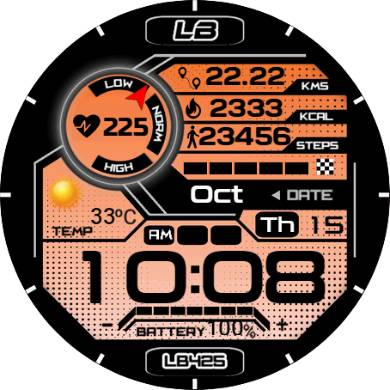 LB
LOW
NORM
HIGH
225
22.22 KMS
2333 KCAL
23456 STEPS
Oct DATE
33ºC
TEMP
AM
Th 15
10:08
- BATTERY 100% +
LB425